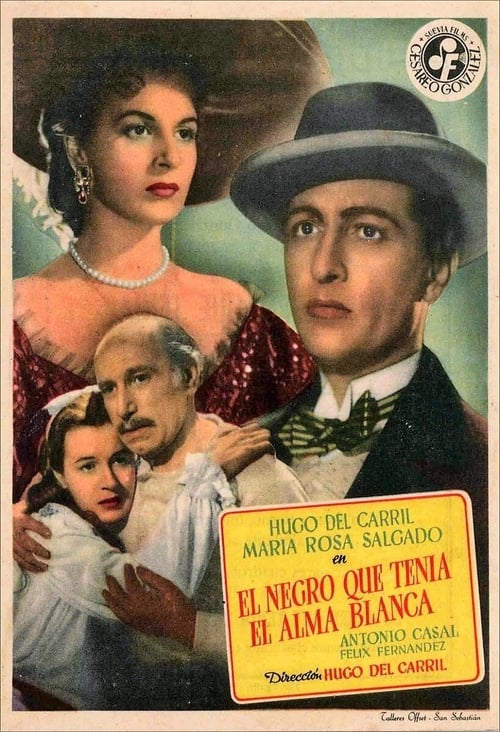 SUEVIA FILMS
CESAREO GONZALEZ
HUGO DEL CARRIL
MARIA ROSA SALGADO
en
EL NEGRO QUE TENIA
EL ALMA BLANCA
ANTONIO CASAL
FELIX FERNANDEZ
Dirección HUGO DEL CARRIL
Talleres Offset - San Sebastián